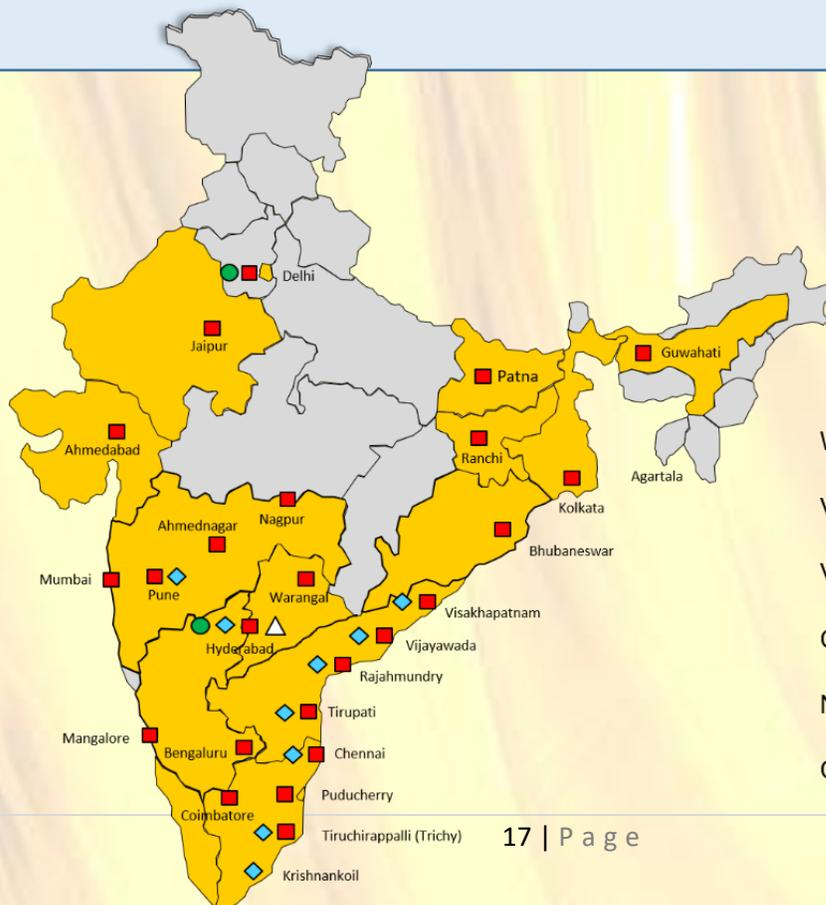 Delhi
Jaipur
Guwahati
Patna
Ahmedabad
Ranchi
Agartala
Kolkata
Nagpur
Ahmednagar
Bhubaneswar
Mumbai
Pune
Warangal
Visakhapatnam
Vijayawada
Hyderabad
Rajahmundry
Tirupati
Mangalore
Bengaluru
Chennai
Puducherry
Coimbatore
Tiruchirappalli (Trichy)
17 | Page
Krishnankoil